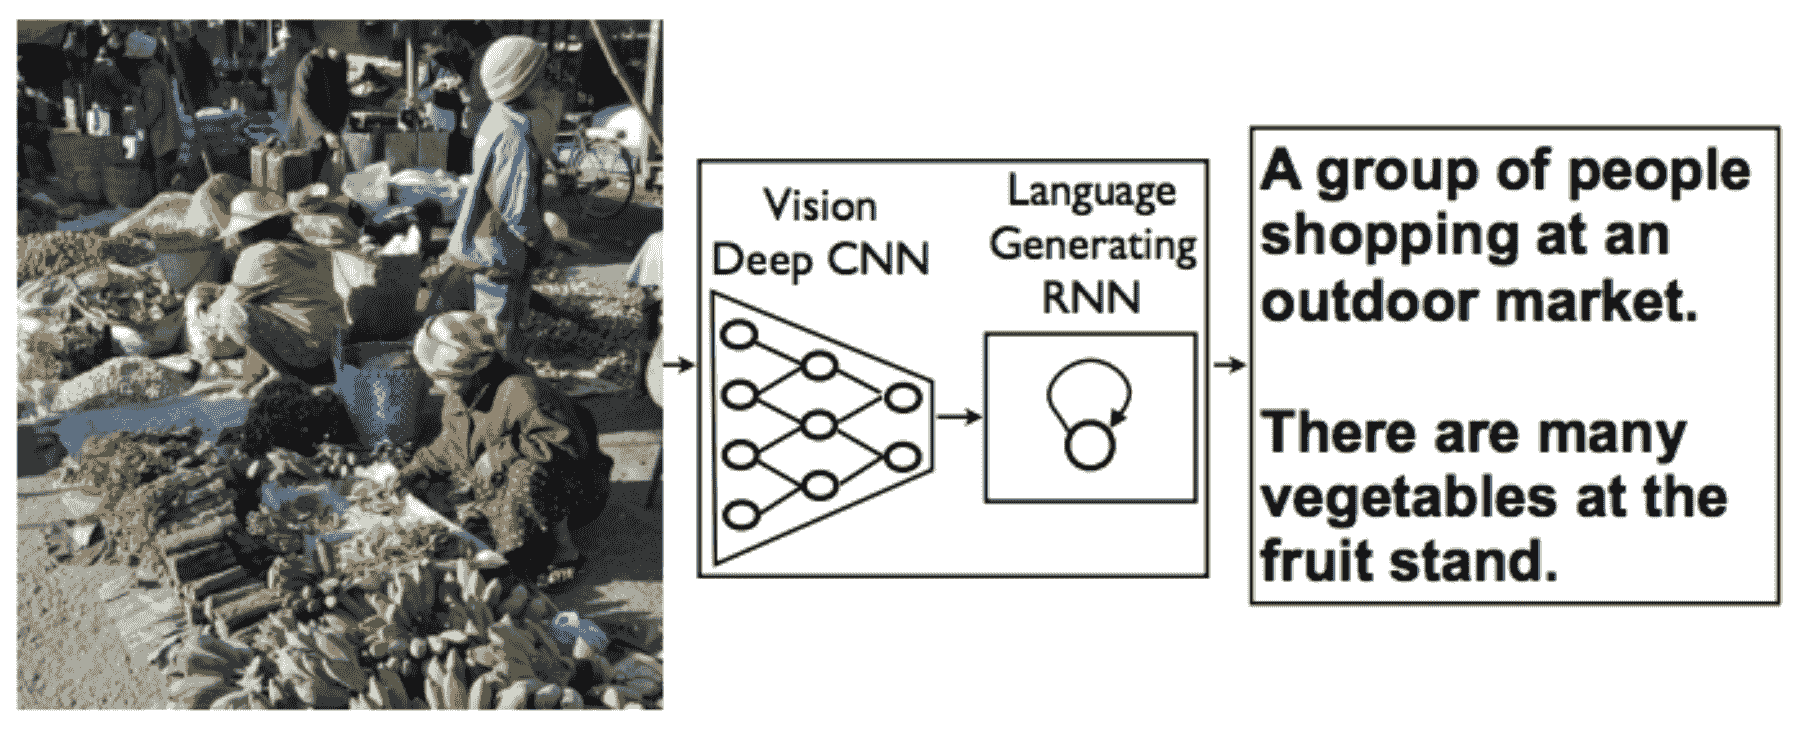 Vision
Deep CNN
Language
Generating
RNN
A group of people
shopping at an
outdoor market.
There are many
vegetables at the
fruit stand.